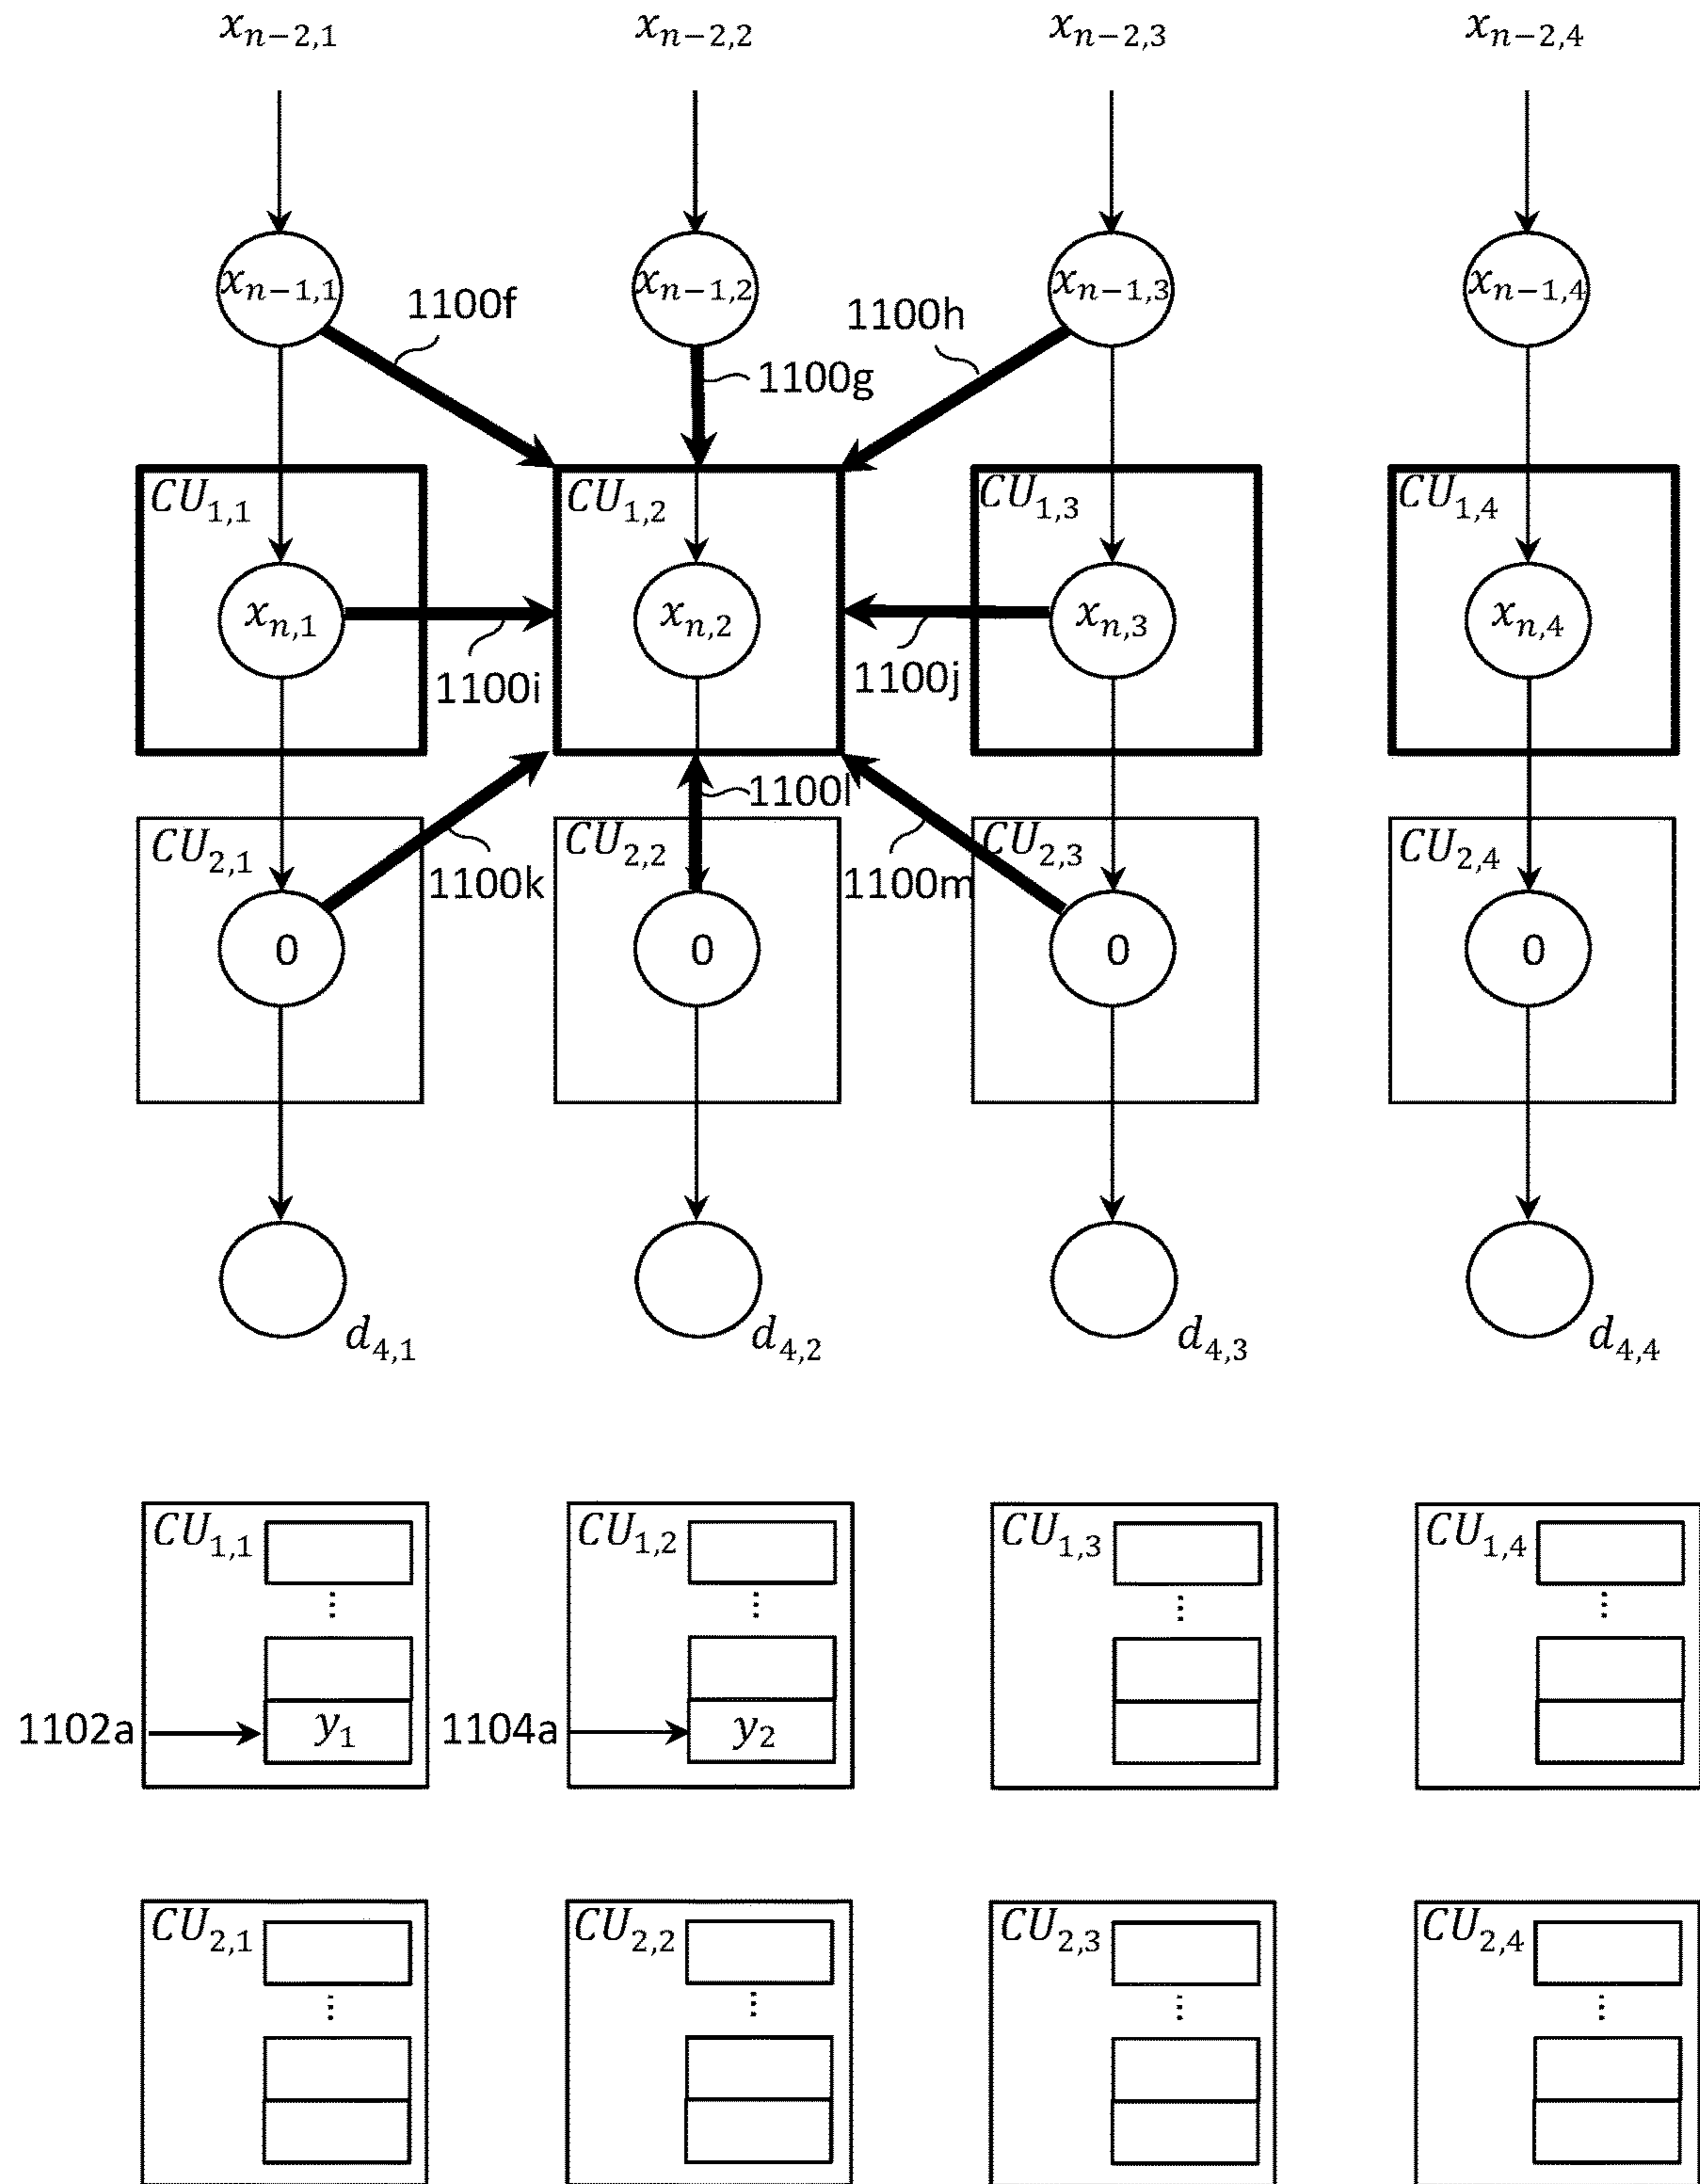 x_{n−2,1} x_{n−2,2} x_{n−2,3} x_{n−2,4}
x_{n−1,1} x_{n−1,2} x_{n−1,3} x_{n−1,4}
1100f 1100h
1100g
CU_{1,1} CU_{1,2} CU_{1,3} CU_{1,4}
x_{n,1} x_{n,2} x_{n,3} x_{n,4}
1100i 1100j
1100l
CU_{2,1} CU_{2,2} CU_{2,3} CU_{2,4}
1100k 1100m
0 0 0 0
d_{4,1} d_{4,2} d_{4,3} d_{4,4}
CU_{1,1} CU_{1,2} CU_{1,3} CU_{1,4}
⋮ ⋮ ⋮ ⋮
1102a y_1 1104a y_2
CU_{2,1} CU_{2,2} CU_{2,3} CU_{2,4}
⋮ ⋮ ⋮ ⋮